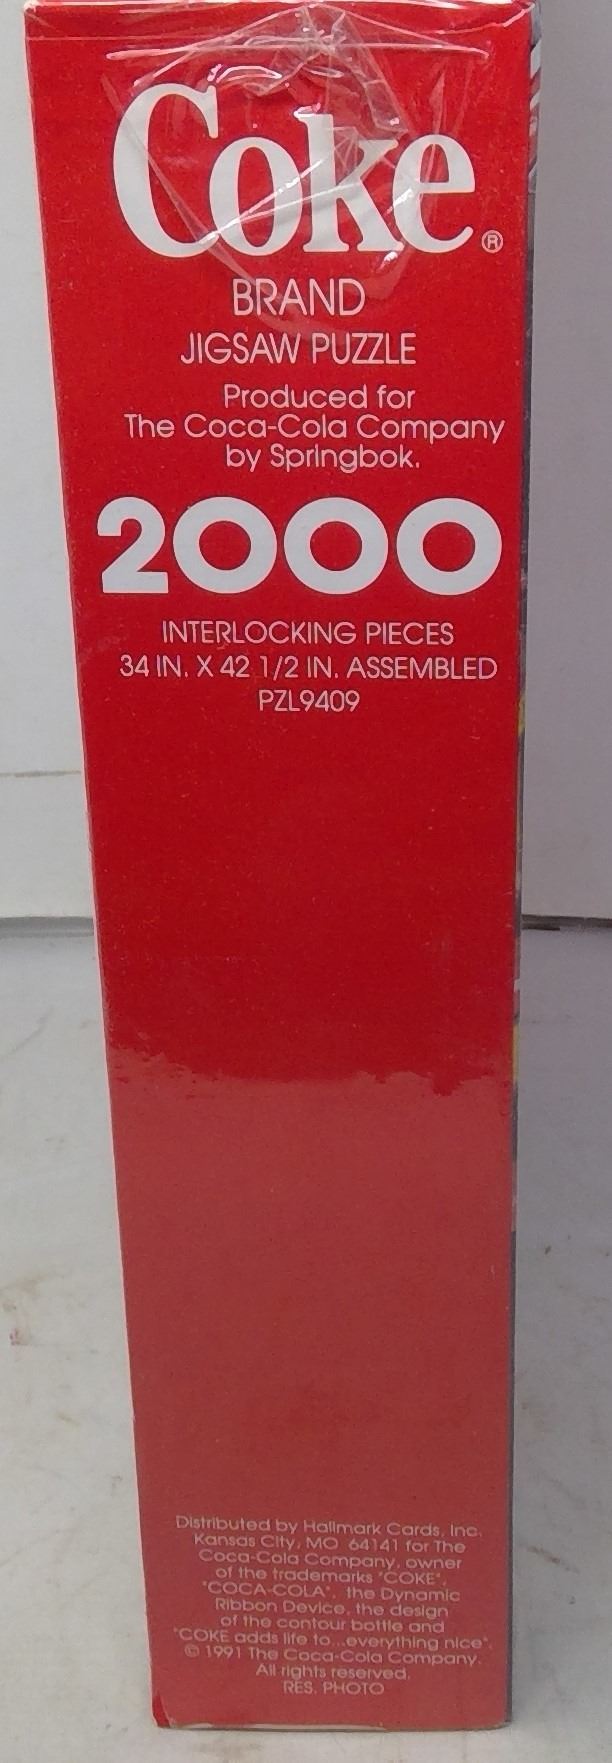 Coke®
BRAND
JIGSAW PUZZLE
Produced for
The Coca-Cola Company
by Springbok.
2000
INTERLOCKING PIECES
34 IN. X 42 1/2 IN. ASSEMBLED
PZL9409
Distributed by Hallmark Cards, Inc.
Kansas City, MO 64141 for The
Coca-Cola Company, owner
of the trademarks "COKE",
"COCA-COLA", the Dynamic
Ribbon Device, the design
of the contour bottle and
"COKE adds life to...everything nice".
© 1991 The Coca-Cola Company.
All rights reserved.
RES. PHOTO